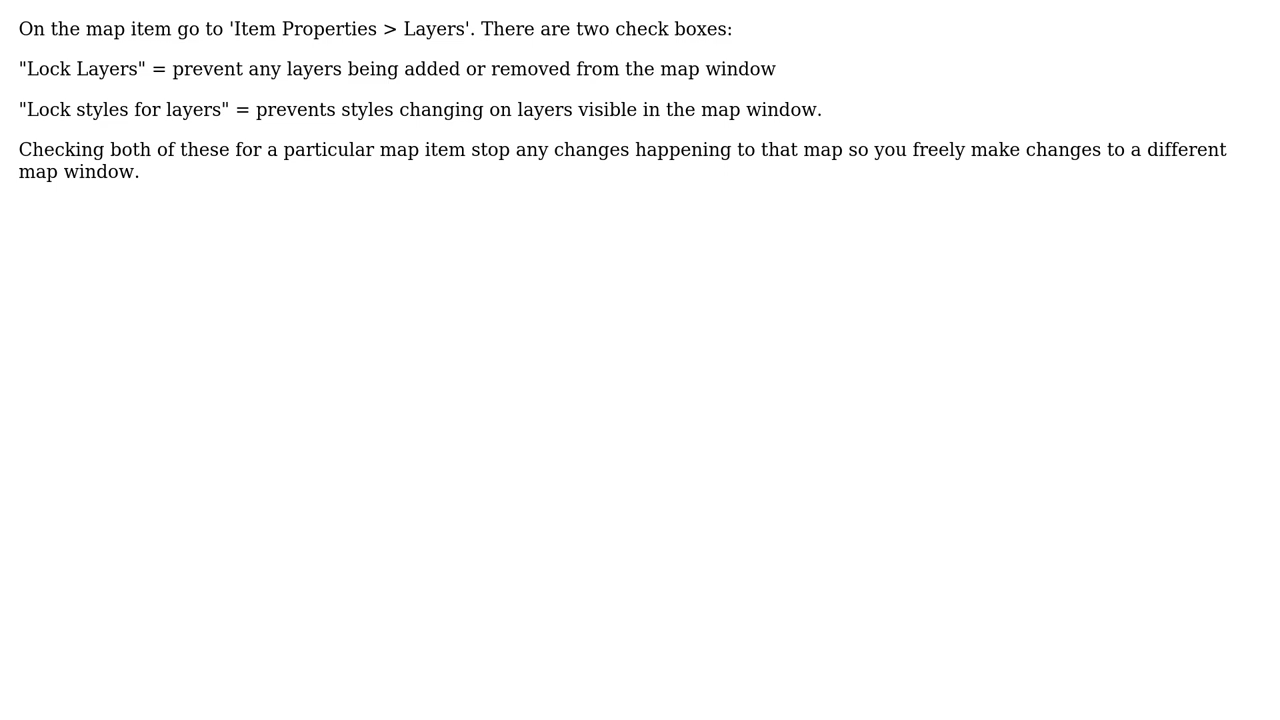 On the map item go to 'Item Properties > Layers'. There are two check boxes:
"Lock Layers" = prevent any layers being added or removed from the map window
"Lock styles for layers" = prevents styles changing on layers visible in the map window.
Checking both of these for a particular map item stop any changes happening to that map so you freely make changes to a different
map window.